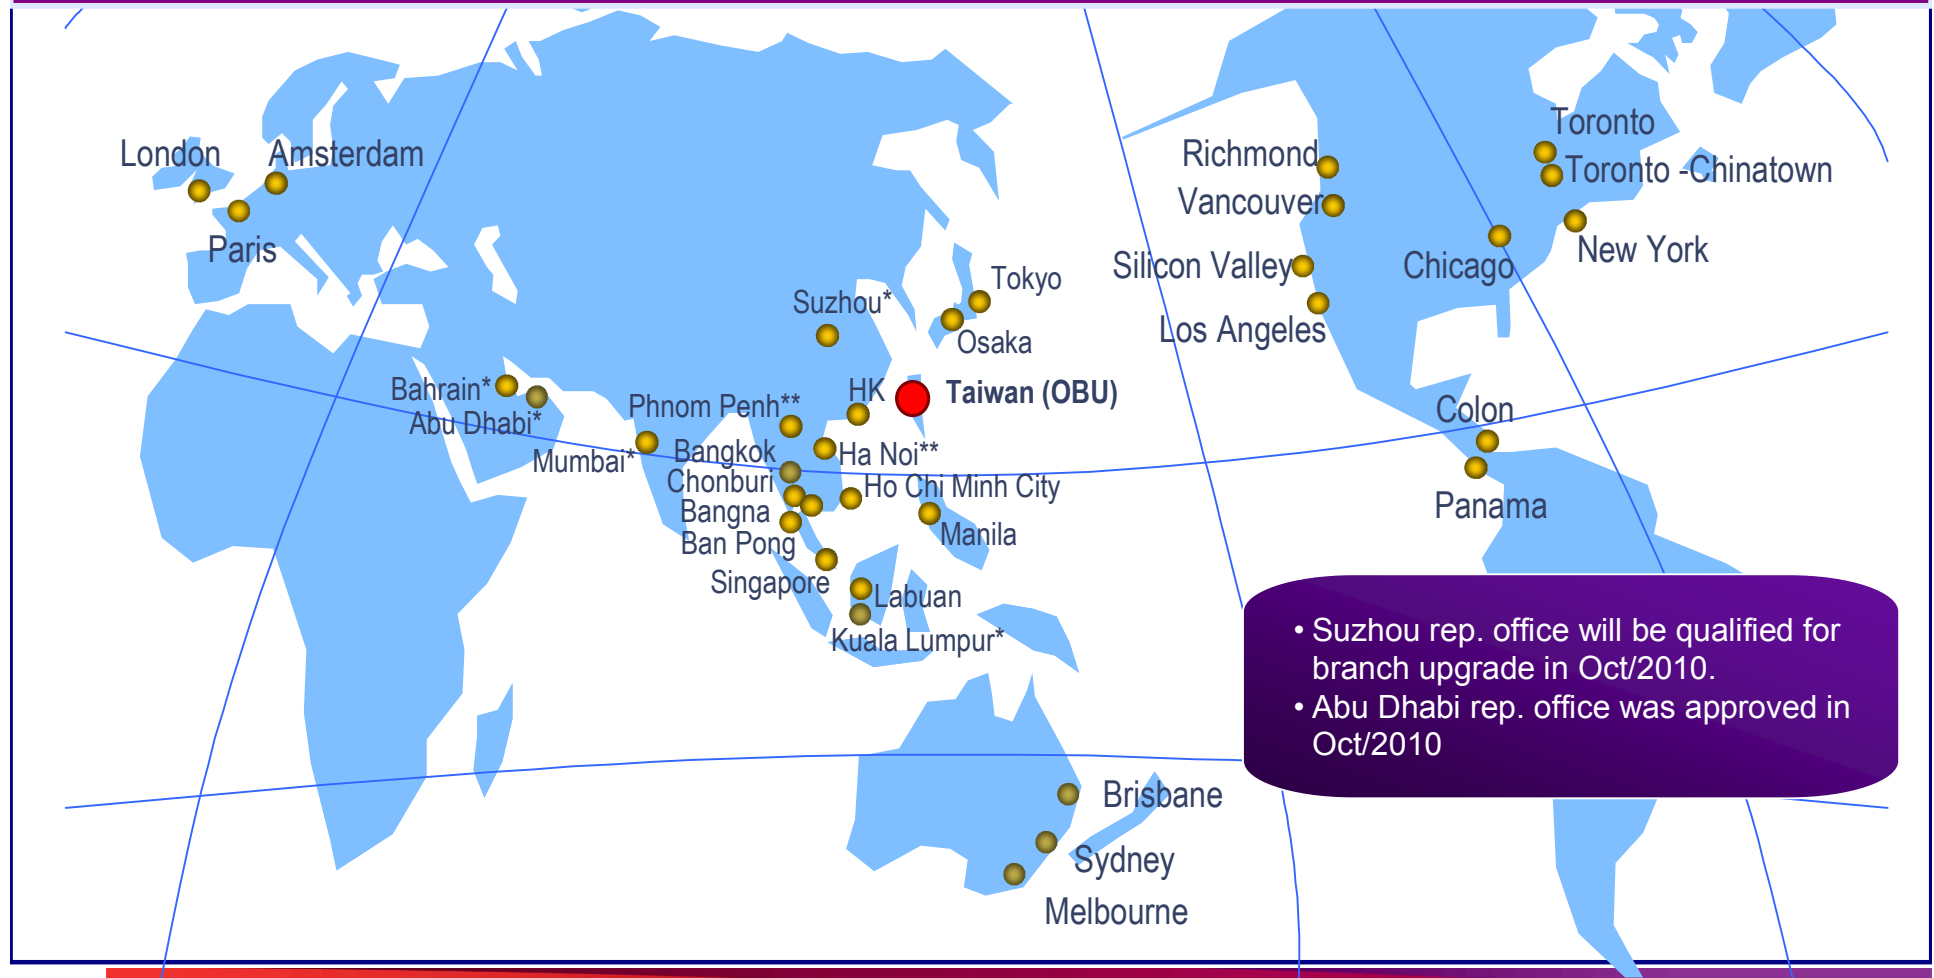 Toronto
London
Amsterdam
Richmond
Toronto -Chinatown
Vancouver
Paris
New York
Silicon Valley
Chicago
Tokyo
Suzhou*
Los Angeles
Osaka
Bahrain*
HK
Taiwan (OBU)
Abu Dhabi*
Phnom Penh**
Colon
Mumbai*
Bangkok
Ha Noi**
Chonburi
Ho Chi Minh City
Bangna
Panama
Manila
Ban Pong
Singapore
Labuan
Kuala Lumpur*
• Suzhou rep. office will be qualified for
branch upgrade in Oct/2010.
• Abu Dhabi rep. office was approved in
Oct/2010
Brisbane
Sydney
Melbourne